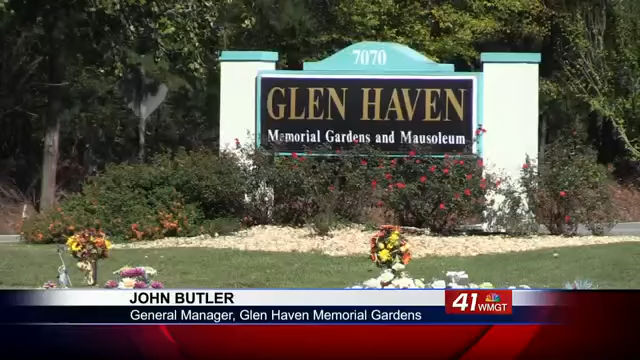 7070
GLEN HAVEN
Memorial Gardens and Mausoleum
JOHN BUTLER
General Manager, Glen Haven Memorial Gardens
41 WMGT